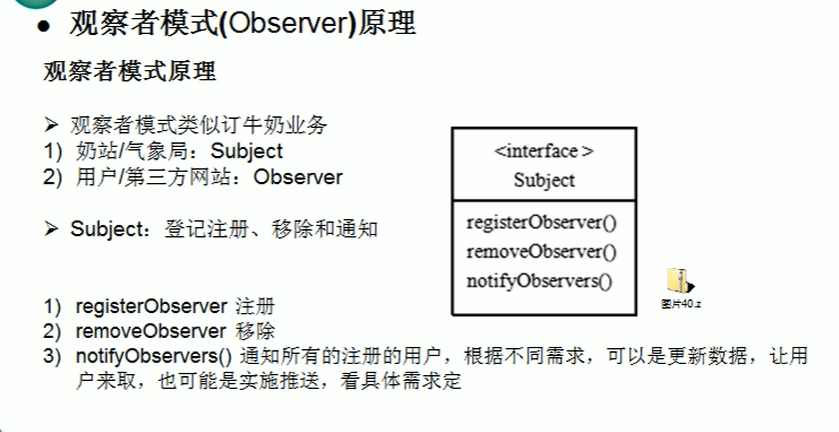 ● 观察者模式(Observer)原理
观察者模式原理
➢ 观察者模式类似订牛奶业务
1) 奶站/气象局：Subject
2) 用户/第三方网站：Observer
➢ Subject：登记注册、移除和通知
1) registerObserver 注册
2) removeObserver 移除
3) notifyObservers() 通知所有的注册的用户，根据不同需求，可以是更新数据，让用
户来取，也可能是实施推送，看具体需求定
<interface >
Subject
registerObserver()
removeObserver()
notifyObservers()
图片40.z